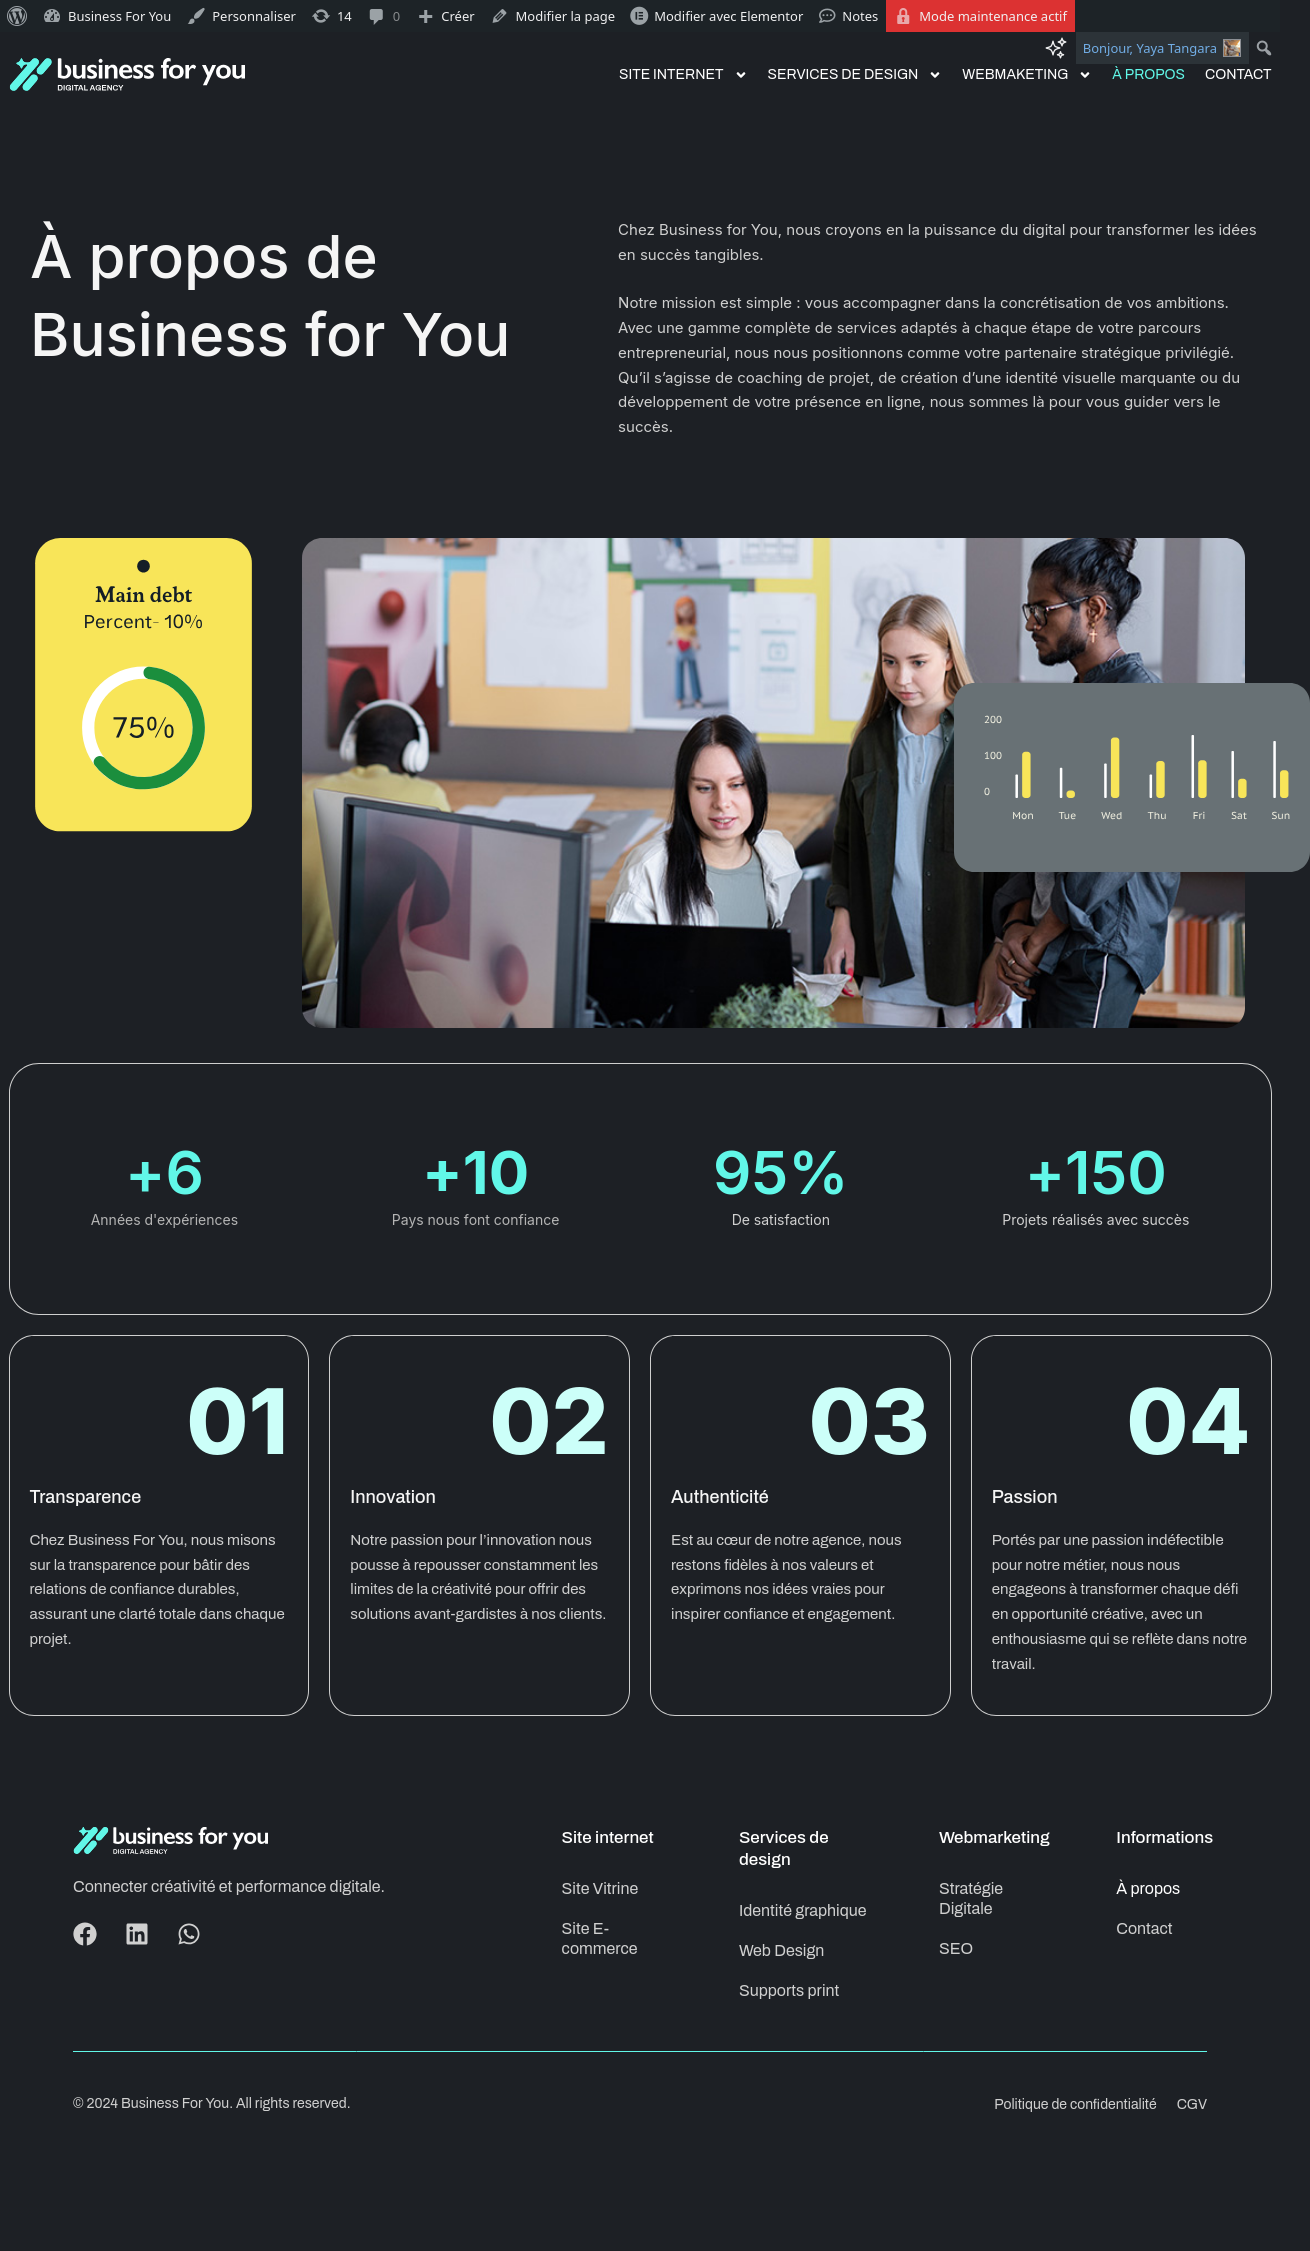 Business For You
Personnaliser
14
0
Créer
Modifier la page
Modifier avec Elementor
Notes
Mode maintenance actif
Bonjour, Yaya Tangara
business for you
DIGITAL AGENCY
SITE INTERNET
SERVICES DE DESIGN
WEBMAKETING
À PROPOS
CONTACT
À propos de
Business for You
Chez Business for You, nous croyons en la puissance du digital pour transformer les idées
en succès tangibles.
Notre mission est simple : vous accompagner dans la concrétisation de vos ambitions.
Avec une gamme complète de services adaptés à chaque étape de votre parcours
entrepreneurial, nous nous positionnons comme votre partenaire stratégique privilégié.
Qu’il s’agisse de coaching de projet, de création d’une identité visuelle marquante ou du
développement de votre présence en ligne, nous sommes là pour vous guider vers le
succès.
Main debt
Percent- 10%
75%
200
100
0
Mon Tue Wed Thu Fri Sat Sun
+6
Années d'expériences
+10
Pays nous font confiance
95%
De satisfaction
+150
Projets réalisés avec succès
01
Transparence
Chez Business For You, nous misons
sur la transparence pour bâtir des
relations de confiance durables,
assurant une clarté totale dans chaque
projet.
02
Innovation
Notre passion pour l’innovation nous
pousse à repousser constamment les
limites de la créativité pour offrir des
solutions avant-gardistes à nos clients.
03
Authenticité
Est au cœur de notre agence, nous
restons fidèles à nos valeurs et
exprimons nos idées vraies pour
inspirer confiance et engagement.
04
Passion
Portés par une passion indéfectible
pour notre métier, nous nous
engageons à transformer chaque défi
en opportunité créative, avec un
enthousiasme qui se reflète dans notre
travail.
business for you
DIGITAL AGENCY
Connecter créativité et performance digitale.
Site internet
Site Vitrine
Site E-
commerce
Services de
design
Identité graphique
Web Design
Supports print
Webmarketing
Stratégie
Digitale
SEO
Informations
À propos
Contact
© 2024 Business For You. All rights reserved.
Politique de confidentialité
CGV